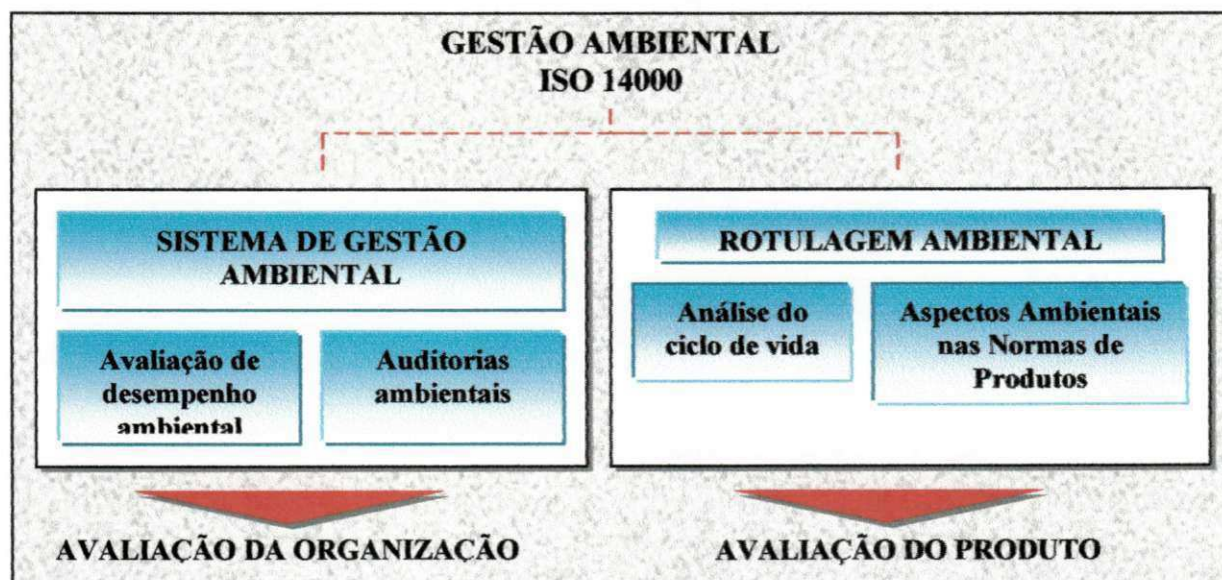 GESTÃO AMBIENTAL
ISO 14000
SISTEMA DE GESTÃO
AMBIENTAL
Avaliação de
desempenho
ambiental
Auditorias
ambientais
ROTULAGEM AMBIENTAL
Análise do
ciclo de vida
Aspectos Ambientais
nas Normas de
Produtos
AVALIAÇÃO DA ORGANIZAÇÃO
AVALIAÇÃO DO PRODUTO